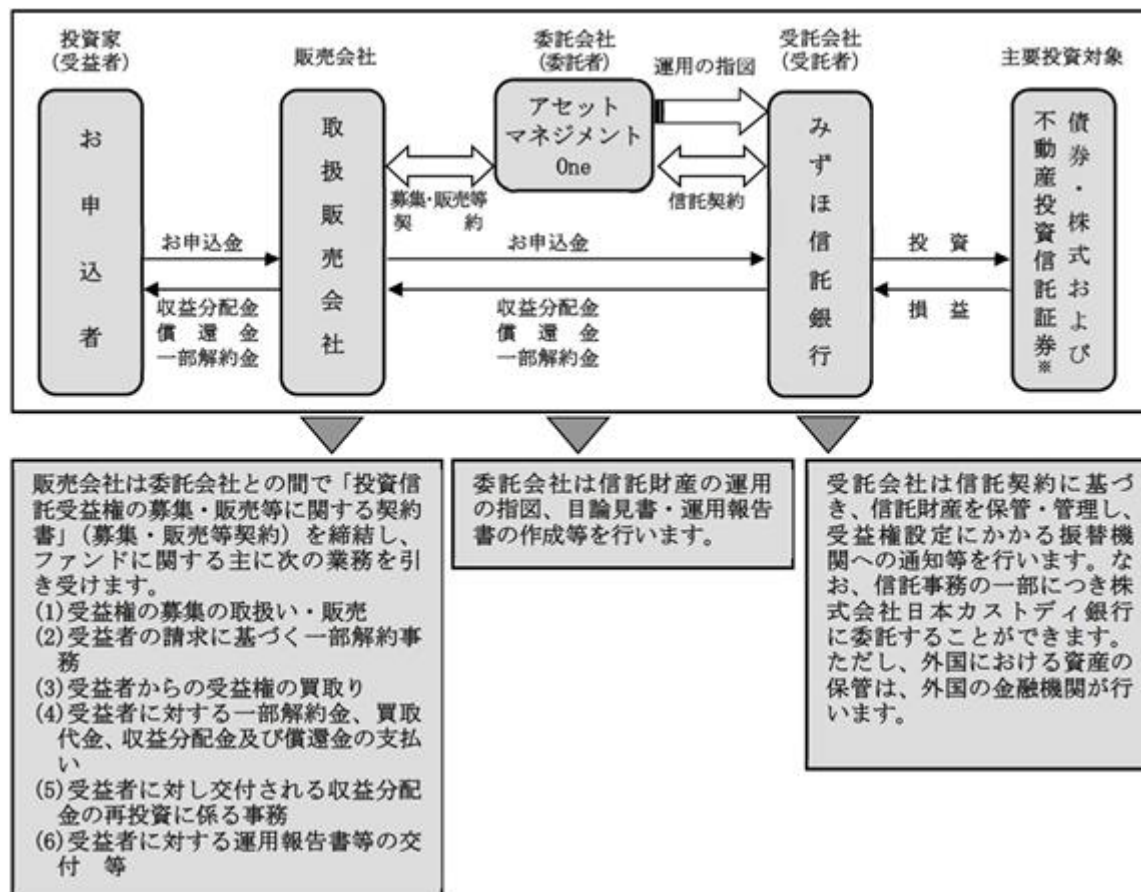 投資家
(受益者)
販売会社
委託会社
(委託者)
運用の指図
受託会社
(受託者)
主要投資対象
お申込者
取扱販売会社
アセット
マネジメント
One
みずほ信託銀行
債券・株式および
不動産投資信託証券※
募集・販売等
契約
信託契約
お申込金
お申込金
投資
収益分配金
償還金
一部解約金
収益分配金
償還金
一部解約金
損益
販売会社は委託会社との間で「投資信
託受益権の募集・販売等に関する契約
書」(募集・販売等契約)を締結し、
ファンドに関する主に次の業務を引
き受けます。
(1)受益権の募集の取扱い・販売
(2)受益者の請求に基づく一部解約事
務
(3)受益者からの受益権の買取り
(4)受益者に対する一部解約金、買取
代金、収益分配金及び償還金の支払
い
(5)受益者に対し交付される収益分配
金の再投資に係る事務
(6)受益者に対する運用報告書等の交
付 等
委託会社は信託財産の運用
の指図、目論見書・運用報告
書の作成等を行います。
受託会社は信託契約に基づ
き、信託財産を保管・管理し、
受益権設定にかかる振替機
関への通知等を行います。な
お、信託事務の一部につき株
式会社日本カストディ銀行
に委託することができます。
ただし、外国における資産の
保管は、外国の金融機関が行
います。